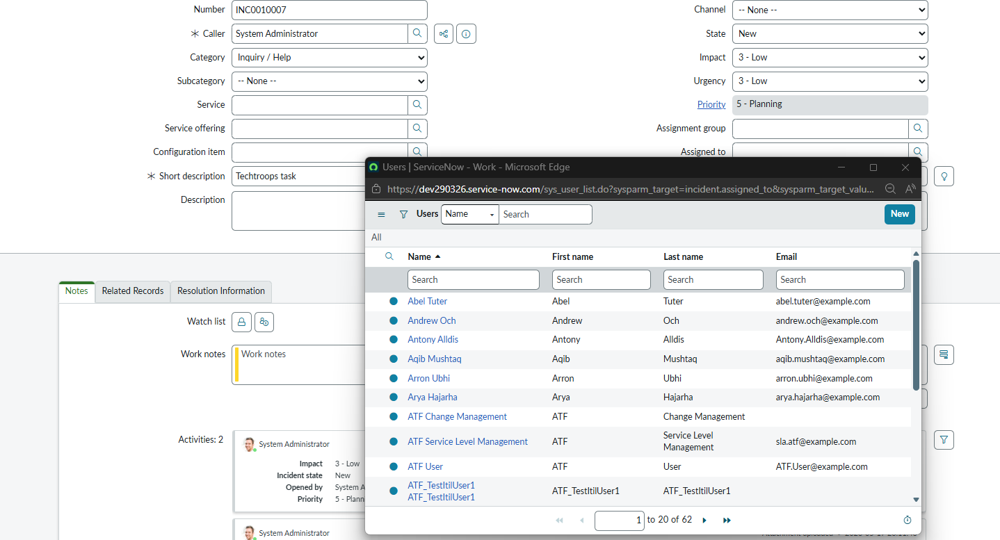 Number INC0010007 Channel -- None --
Caller System Administrator State New
Category Inquiry / Help Impact 3 - Low
Subcategory -- None -- Urgency 3 - Low
Service Priority 5 - Planning
Service offering Assignment group
Configuration item Assigned to
Short description Techtroops task
Description
Users | ServiceNow - Work - Microsoft Edge
https://dev290326.service-now.com/sys_user_list.do?sysparm_target=incident.assigned_to&sysparm_target_valu...
Users Name Search New
All
Name First name Last name Email
Search Search Search Search
Abel Tuter Abel Tuter abel.tuter@example.com
Andrew Och Andrew Och andrew.och@example.com
Antony Alldis Antony Alldis Antony.Alldis@example.com
Aqib Mushtaq Aqib Mushtaq aqib.mushtaq@example.com
Arron Ubhi Arron Ubhi arron.ubhi@example.com
Arya Hajarha Arya Hajarha arya.hajarha@example.com
ATF Change Management ATF Change Management
ATF Service Level Management ATF Service Level Management sla.atf@example.com
ATF User ATF User ATF.User@example.com
ATF_TestItilUser1 ATF_TestItilUser1 ATF_TestItilUser1 ATF_TestItilUser1
1 to 20 of 62
Notes Related Records Resolution Information
Watch list
Work notes Work notes
Activities: 2
System Administrator
Impact 3 - Low
Incident state New
Opened by System A
Priority 5 - Plann
System Administrator